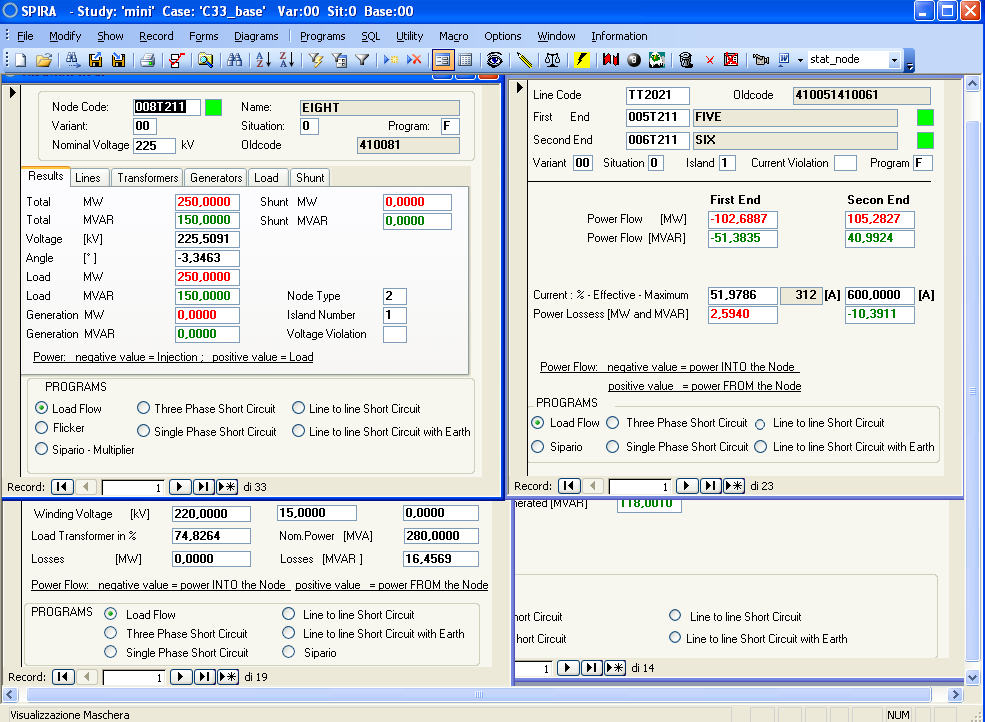 SPIRA - Study: 'mini' Case: 'C33_base' Var:00 Sit:0 Base:00
File Modify Show Record Forms Diagrams Programs SQL Utility Macro Options Window Information
stat_node
Node Code: 008T211 Name: EIGHT
Variant: 00 Situation: 0 Program: F
Nominal Voltage 225 kV Oldcode 410081
Results Lines Transformers Generators Load Shunt
Total MW 250,0000 Shunt MW 0,0000
Total MVAR 150,0000 Shunt MVAR 0,0000
Voltage [kV] 225,5091
Angle [° ] -3,3463
Load MW 250,0000
Load MVAR 150,0000 Node Type 2
Generation MW 0,0000 Island Number 1
Generation MVAR 0,0000 Voltage Violation
Power: negative value = Injection ; positive value = Load
PROGRAMS
Load Flow Three Phase Short Circuit Line to line Short Circuit
Flicker Single Phase Short Circuit Line to line Short Circuit with Earth
Sipario - Multiplier
Record: 1 di 33
Line Code TT2021 Oldcode 410051410061
First End 005T211 FIVE
Second End 006T211 SIX
Variant 00 Situation 0 Island 1 Current Violation Program F
First End Secon End
Power Flow [MW] -102,6887 105,2827
Power Flow [MVAR] -51,3835 40,9924
Current : % - Effective - Maximum 51,9786 312 [A] 600,0000 [A]
Power Lossess [MW and MVAR] 2,5940 -10,3911
Power Flow: negative value = power INTO the Node
positive value = power FROM the Node
PROGRAMS
Load Flow Three Phase Short Circuit Line to line Short Circuit
Sipario Single Phase Short Circuit Line to line Short Circuit with Earth
Record: 1 di 23
Winding Voltage [kV] 220,0000 15,0000 0,0000
Load Transformer in % 74,8264 Nom.Power [MVA] 280,0000
Losses [MW] 0,0000 Losses [MVAR ] 16,4569
Power Flow: negative value = power INTO the Node positive value = power FROM the Node
PROGRAMS Load Flow Line to line Short Circuit
Three Phase Short Circuit Line to line Short Circuit with Earth
Single Phase Short Circuit Sipario
Record: 1 di 19
nerated [MVAR] 118,0010
hort Circuit Line to line Short Circuit
hort Circuit Line to line Short Circuit with Earth
1 di 14
Visualizzazione Maschera NUM